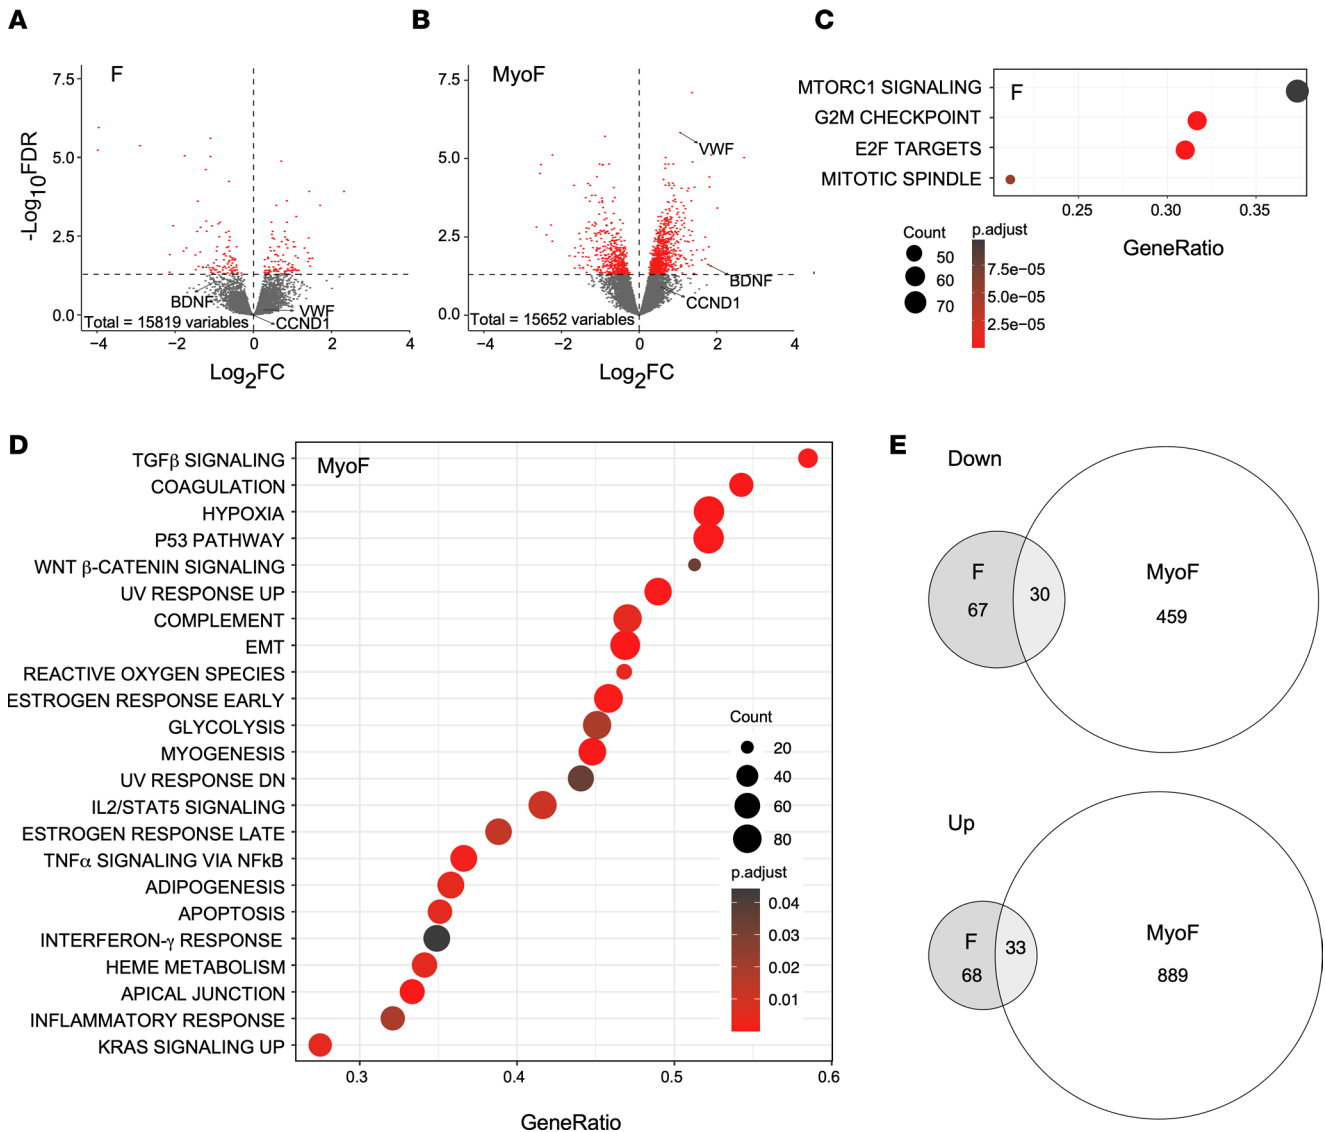 A
F
7.5
5.0
2.5
0.0
-Log10FDR
BDNF
VWF
CCND1
Total = 15819 variables
−4
−2
0
2
4
Log2FC
B
MyoF
7.5
5.0
2.5
0.0
VWF
BDNF
CCND1
Total = 15652 variables
−4
−2
0
2
4
Log2FC
C
F
MTORC1 SIGNALING
G2M CHECKPOINT
E2F TARGETS
MITOTIC SPINDLE
0.25
0.30
0.35
GeneRatio
Count
50
60
70
p.adjust
7.5e−05
5.0e−05
2.5e−05
D
MyoF
TGFβ SIGNALING
COAGULATION
HYPOXIA
P53 PATHWAY
WNT β-CATENIN SIGNALING
UV RESPONSE UP
COMPLEMENT
EMT
REACTIVE OXYGEN SPECIES
ESTROGEN RESPONSE EARLY
GLYCOLYSIS
MYOGENESIS
UV RESPONSE DN
IL2/STAT5 SIGNALING
ESTROGEN RESPONSE LATE
TNFα SIGNALING VIA NFkB
ADIPOGENESIS
APOPTOSIS
INTERFERON-γ RESPONSE
HEME METABOLISM
APICAL JUNCTION
INFLAMMATORY RESPONSE
KRAS SIGNALING UP
0.3
0.4
0.5
0.6
GeneRatio
Count
20
40
60
80
p.adjust
0.04
0.03
0.02
0.01
E
Down
F
67
30
MyoF
459
Up
F
68
33
MyoF
889